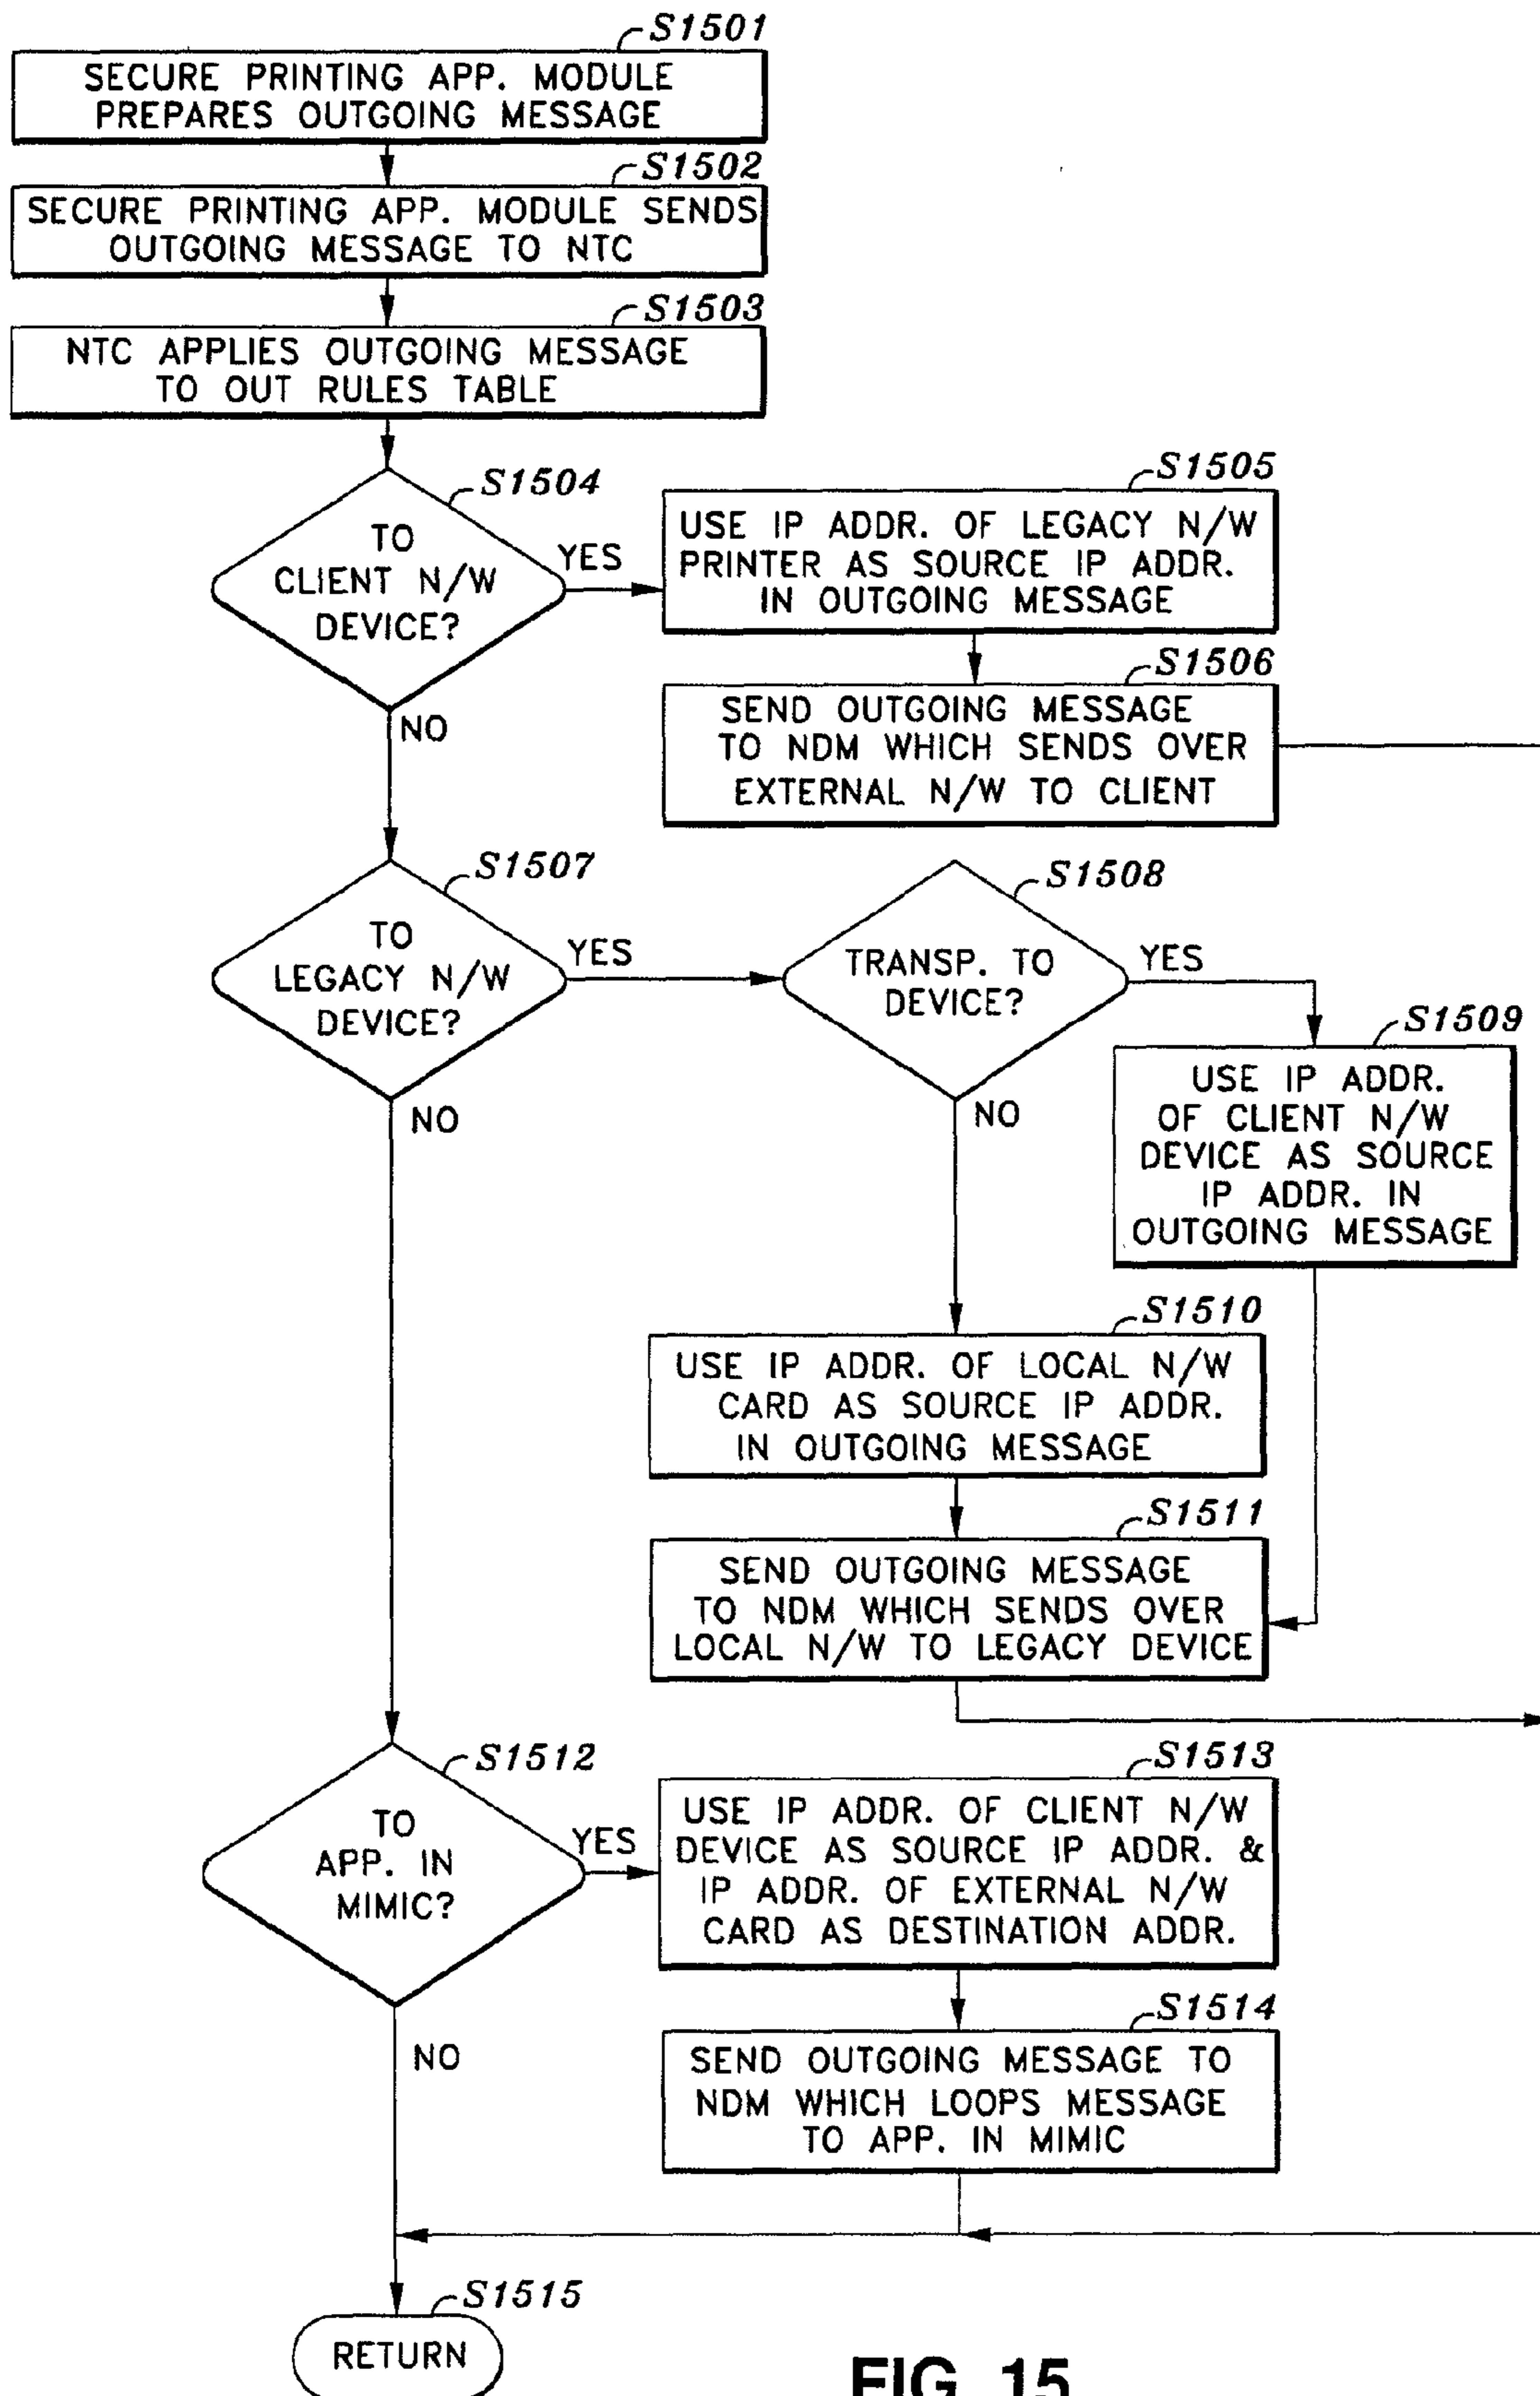 S1501
SECURE PRINTING APP. MODULE
PREPARES OUTGOING MESSAGE
S1502
SECURE PRINTING APP. MODULE SENDS
OUTGOING MESSAGE TO NTC
S1503
NTC APPLIES OUTGOING MESSAGE
TO OUT RULES TABLE
S1504
TO
CLIENT N/W
DEVICE?
YES
NO
S1505
USE IP ADDR. OF LEGACY N/W
PRINTER AS SOURCE IP ADDR.
IN OUTGOING MESSAGE
S1506
SEND OUTGOING MESSAGE
TO NDM WHICH SENDS OVER
EXTERNAL N/W TO CLIENT
S1507
TO
LEGACY N/W
DEVICE?
YES
NO
S1508
TRANSP. TO
DEVICE?
YES
NO
S1509
USE IP ADDR.
OF CLIENT N/W
DEVICE AS SOURCE
IP ADDR. IN
OUTGOING MESSAGE
S1510
USE IP ADDR. OF LOCAL N/W
CARD AS SOURCE IP ADDR.
IN OUTGOING MESSAGE
S1511
SEND OUTGOING MESSAGE
TO NDM WHICH SENDS OVER
LOCAL N/W TO LEGACY DEVICE
S1512
TO
APP. IN
MIMIC?
YES
NO
S1513
USE IP ADDR. OF CLIENT N/W
DEVICE AS SOURCE IP ADDR. &
IP ADDR. OF EXTERNAL N/W
CARD AS DESTINATION ADDR.
S1514
SEND OUTGOING MESSAGE TO
NDM WHICH LOOPS MESSAGE
TO APP. IN MIMIC
S1515
RETURN
FIG. 15